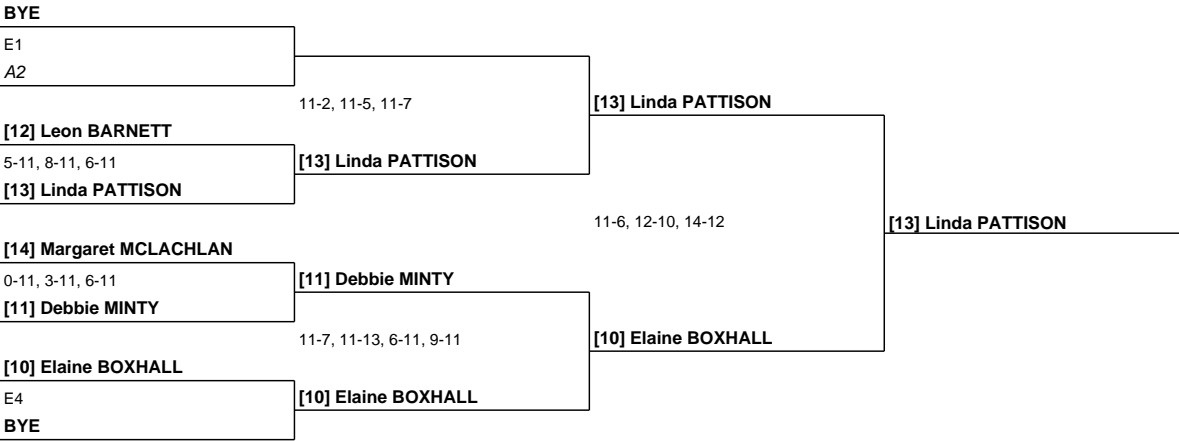 BYE
E1
A2
11-2, 11-5, 11-7
[13] Linda PATTISON
[12] Leon BARNETT
5-11, 8-11, 6-11
[13] Linda PATTISON
[13] Linda PATTISON
11-6, 12-10, 14-12
[13] Linda PATTISON
[14] Margaret MCLACHLAN
0-11, 3-11, 6-11
[11] Debbie MINTY
[11] Debbie MINTY
11-7, 11-13, 6-11, 9-11
[10] Elaine BOXHALL
[10] Elaine BOXHALL
E4
[10] Elaine BOXHALL
BYE